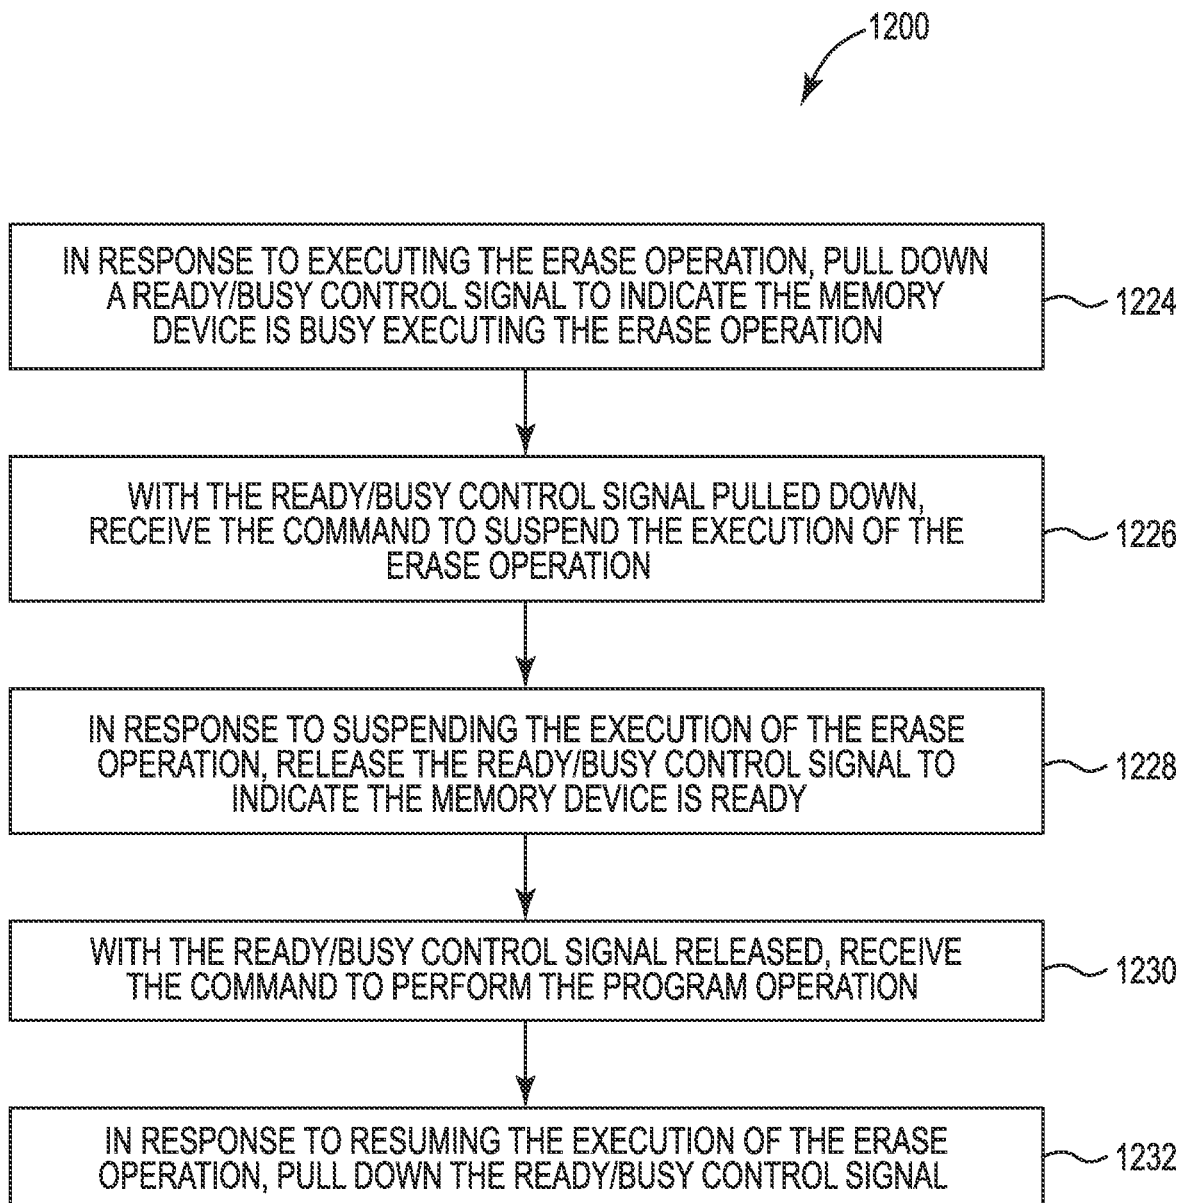 1200
IN RESPONSE TO EXECUTING THE ERASE OPERATION, PULL DOWN
A READY/BUSY CONTROL SIGNAL TO INDICATE THE MEMORY
DEVICE IS BUSY EXECUTING THE ERASE OPERATION
1224
WITH THE READY/BUSY CONTROL SIGNAL PULLED DOWN,
RECEIVE THE COMMAND TO SUSPEND THE EXECUTION OF THE
ERASE OPERATION
1226
IN RESPONSE TO SUSPENDING THE EXECUTION OF THE ERASE
OPERATION, RELEASE THE READY/BUSY CONTROL SIGNAL TO
INDICATE THE MEMORY DEVICE IS READY
1228
WITH THE READY/BUSY CONTROL SIGNAL RELEASED, RECEIVE
THE COMMAND TO PERFORM THE PROGRAM OPERATION
1230
IN RESPONSE TO RESUMING THE EXECUTION OF THE ERASE
OPERATION, PULL DOWN THE READY/BUSY CONTROL SIGNAL
1232